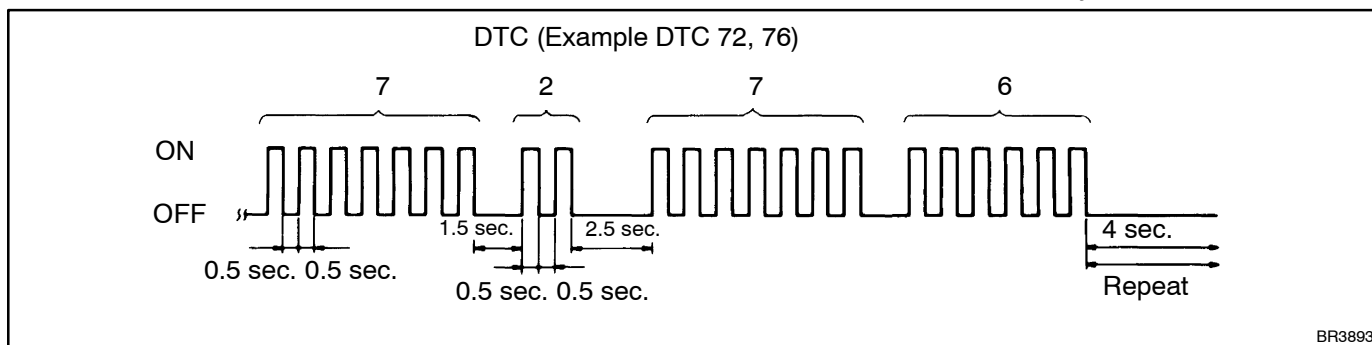 DTC (Example DTC 72, 76)
7 2 7 6
ON
OFF
1.5 sec. 2.5 sec. 4 sec.
0.5 sec. 0.5 sec.
0.5 sec. 0.5 sec.
Repeat
BR3893